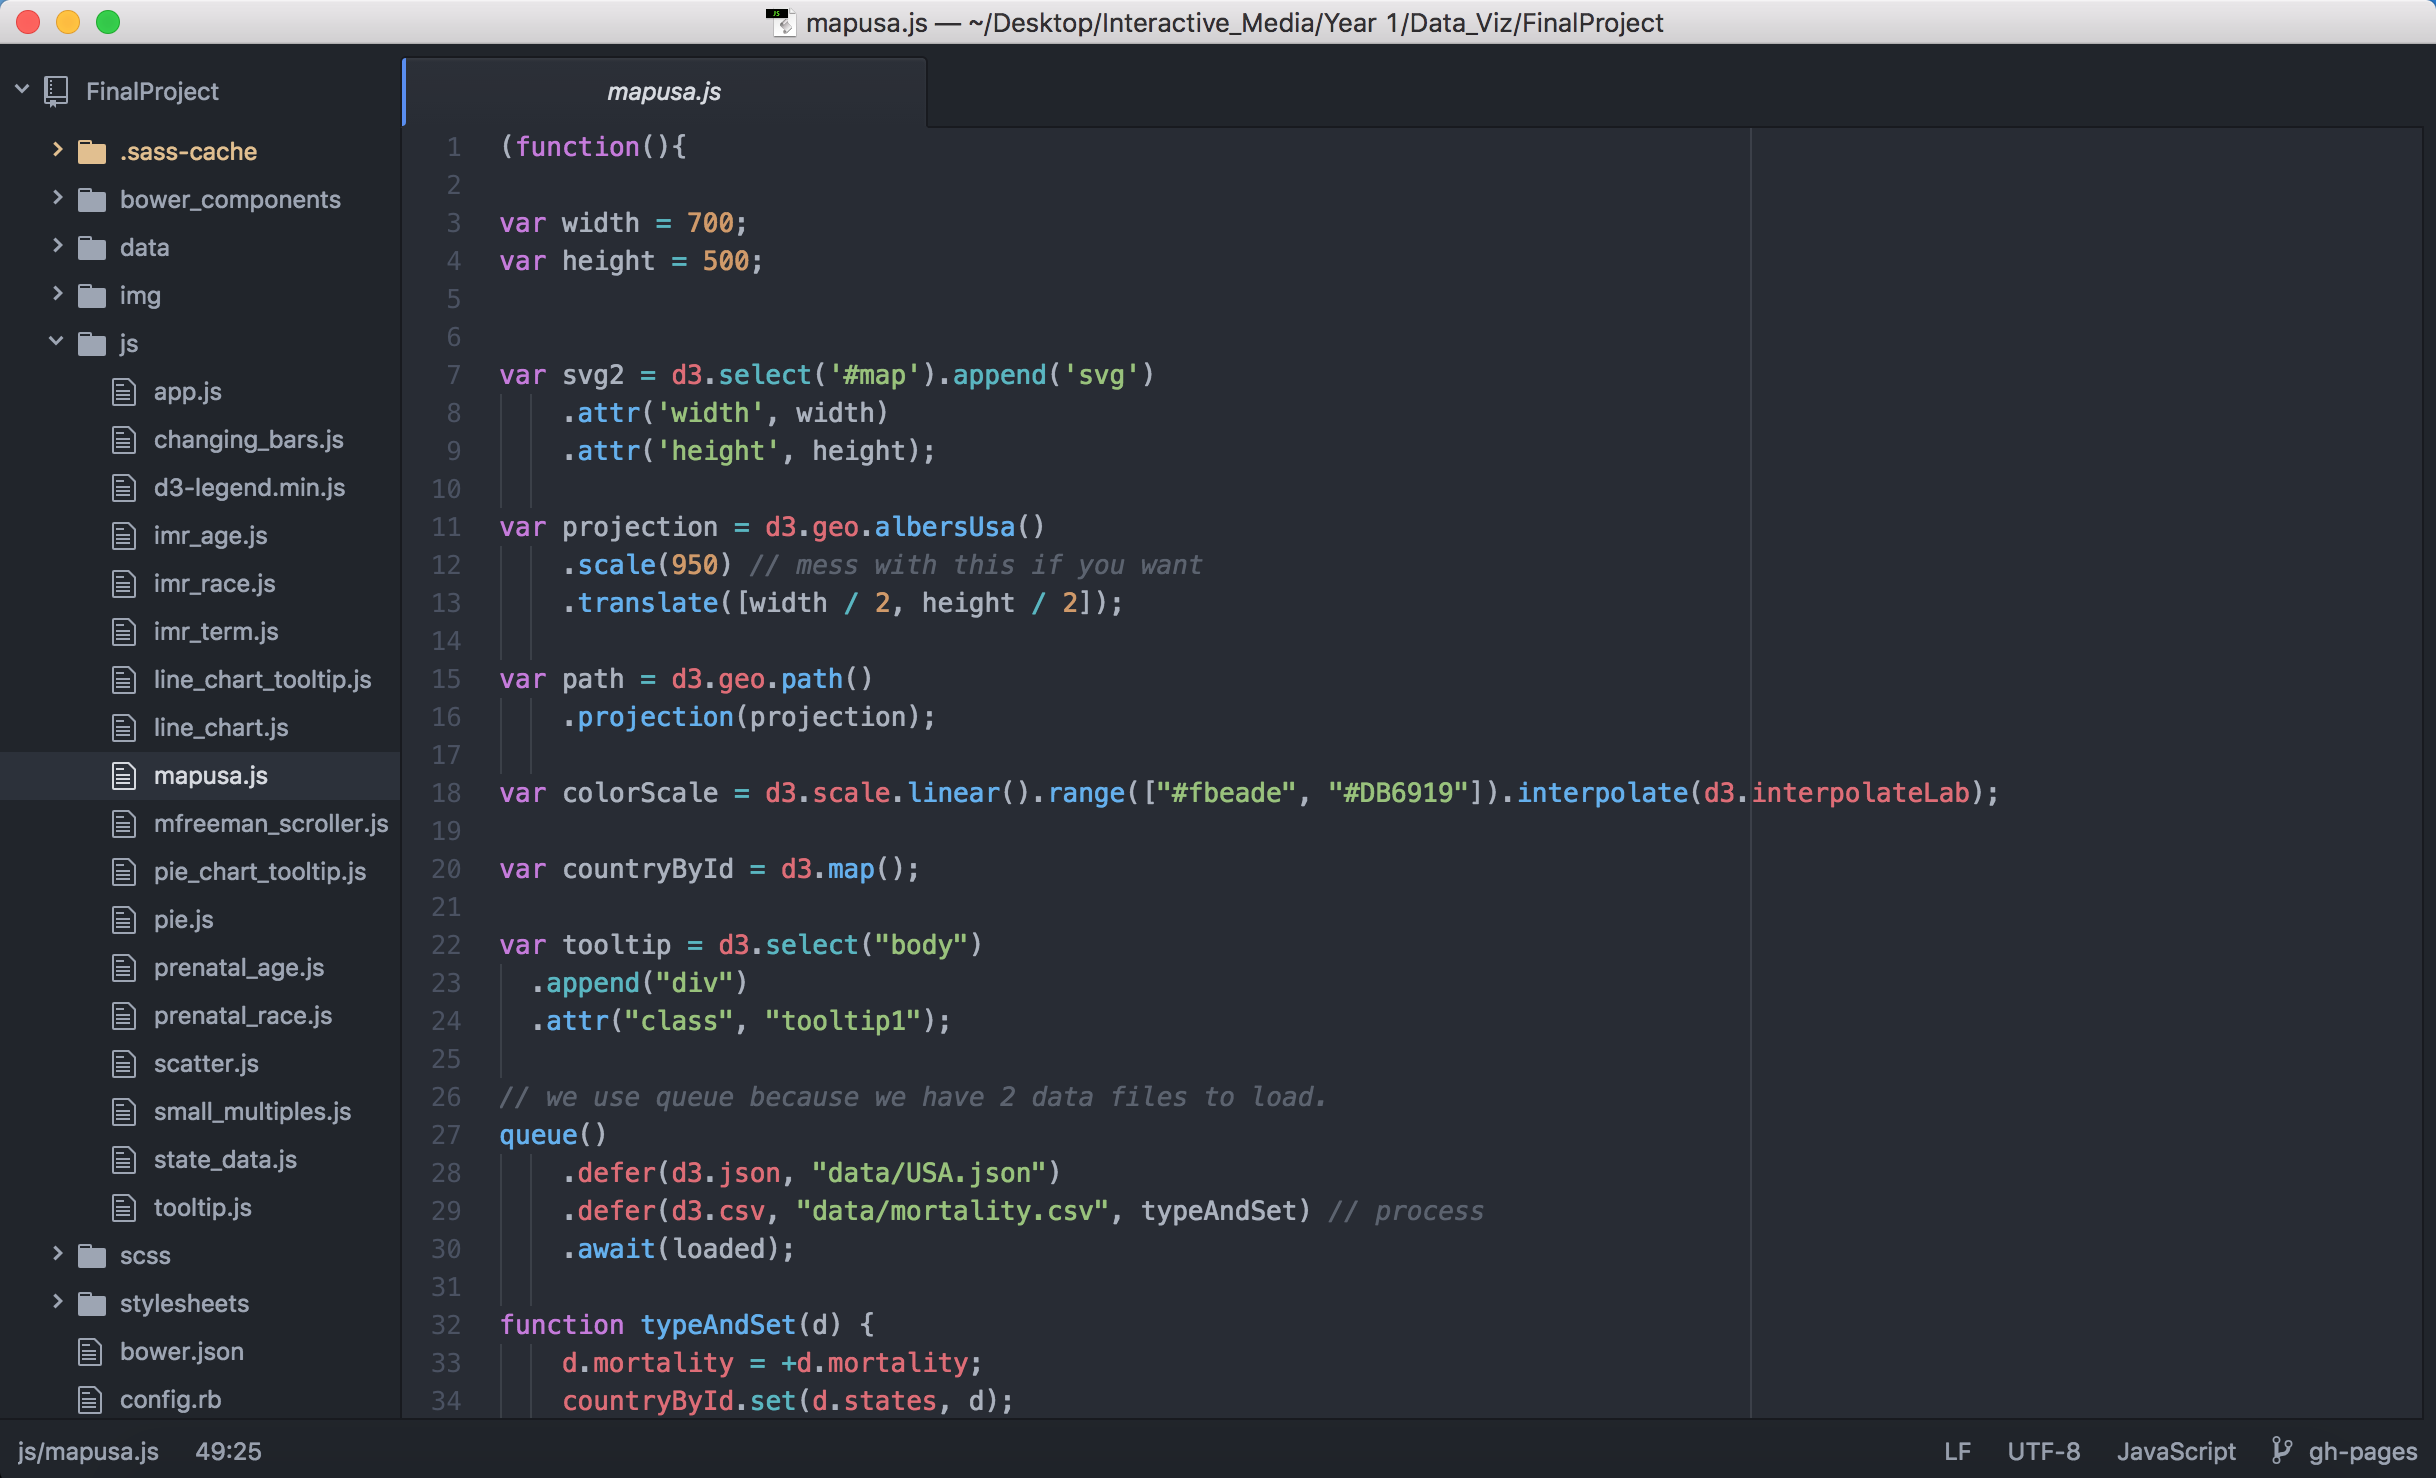 mapusa.js — ~/Desktop/Interactive_Media/Year 1/Data_Viz/FinalProject
FinalProject
.sass-cache
bower_components
data
img
js
app.js
changing_bars.js
d3-legend.min.js
imr_age.js
imr_race.js
imr_term.js
line_chart_tooltip.js
line_chart.js
mapusa.js
mfreeman_scroller.js
pie_chart_tooltip.js
pie.js
prenatal_age.js
prenatal_race.js
scatter.js
small_multiples.js
state_data.js
tooltip.js
scss
stylesheets
bower.json
config.rb
mapusa.js
1 (function(){
2
3 var width = 700;
4 var height = 500;
5
6
7 var svg2 = d3.select('#map').append('svg')
8 .attr('width', width)
9 .attr('height', height);
10
11 var projection = d3.geo.albersUsa()
12 .scale(950) // mess with this if you want
13 .translate([width / 2, height / 2]);
14
15 var path = d3.geo.path()
16 .projection(projection);
17
18 var colorScale = d3.scale.linear().range(["#fbeade", "#DB6919"]).interpolate(d3.interpolateLab);
19
20 var countryById = d3.map();
21
22 var tooltip = d3.select("body")
23 .append("div")
24 .attr("class", "tooltip1");
25
26 // we use queue because we have 2 data files to load.
27 queue()
28 .defer(d3.json, "data/USA.json")
29 .defer(d3.csv, "data/mortality.csv", typeAndSet) // process
30 .await(loaded);
31
32 function typeAndSet(d) {
33 d.mortality = +d.mortality;
34 countryById.set(d.states, d);
js/mapusa.js 49:25 LF UTF-8 JavaScript gh-pages